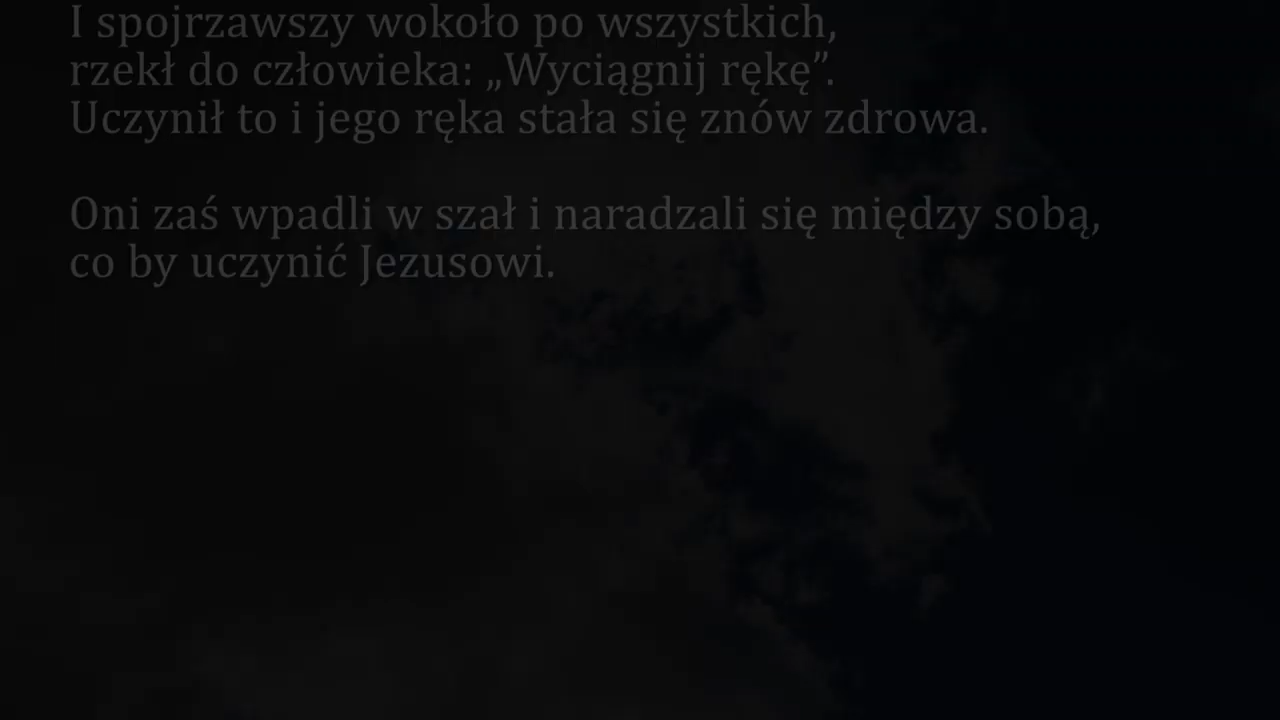 I spojrzawszy wokoło po wszystkich,
rzekł do człowieka: „Wyciągnij rękę”.
Uczynił to i jego ręka stała się znów zdrowa.
Oni zaś wpadli w szał i naradzali się między sobą,
co by uczynić Jezusowi.